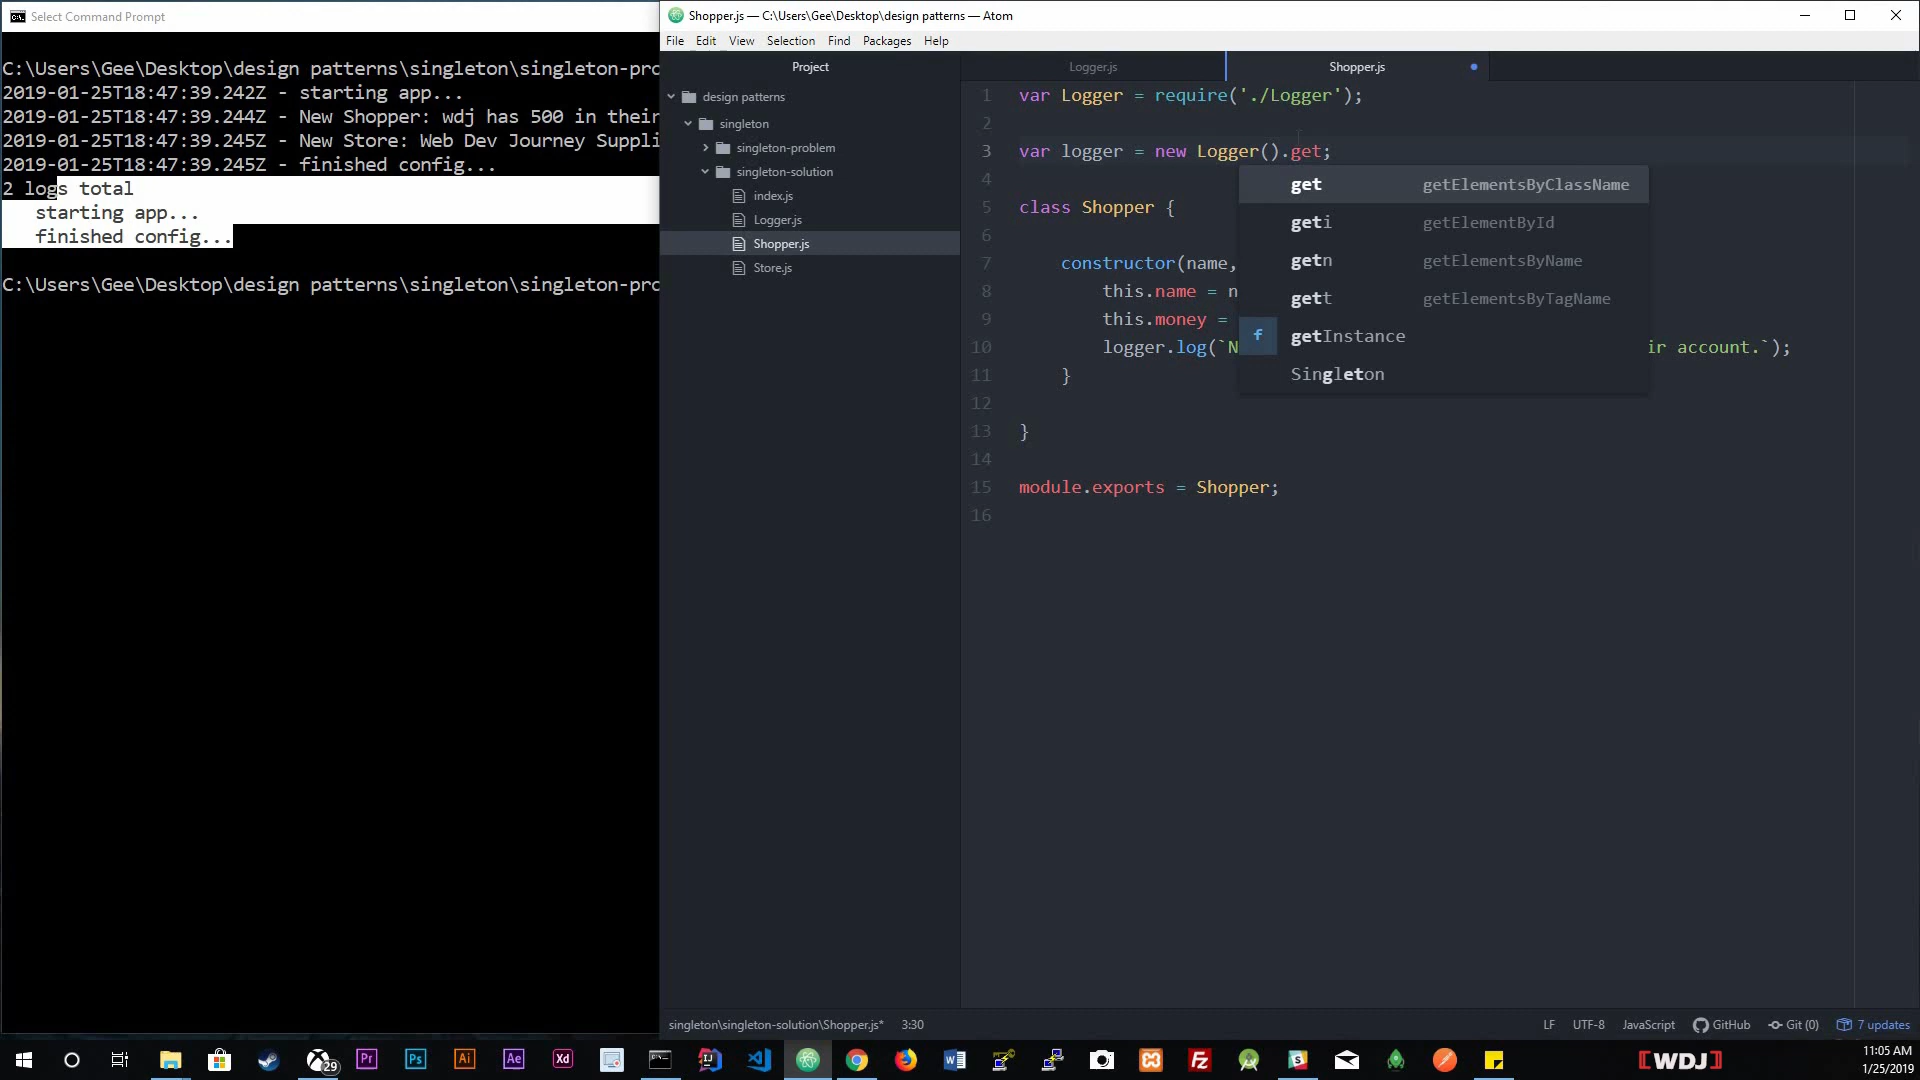 Select Command Prompt
C:\Users\Gee\Desktop\design patterns\singleton\singleton-pro
2019-01-25T18:47:39.242Z - starting app...
2019-01-25T18:47:39.244Z - New Shopper: wdj has 500 in their
2019-01-25T18:47:39.245Z - New Store: Web Dev Journey Suppli
2019-01-25T18:47:39.245Z - finished config...
2 logs total
starting app...
finished config...
C:\Users\Gee\Desktop\design patterns\singleton\singleton-pro
Shopper.js — C:\Users\Gee\Desktop\design patterns — Atom
File Edit View Selection Find Packages Help
Project
design patterns
singleton
singleton-problem
singleton-solution
index.js
Logger.js
Shopper.js
Store.js
Logger.js
Shopper.js
1 var Logger = require('./Logger');
2
3 var logger = new Logger().get;
4
5 class Shopper {
6
7 constructor(name,
8 this.name = n
9 this.money =
10 logger.log(`N ir account.`);
11 }
12
13 }
14
15 module.exports = Shopper;
16
get getElementsByClassName
geti getElementById
getn getElementsByName
gett getElementsByTagName
f getInstance
Singleton
singleton\singleton-solution\Shopper.js* 3:30
LF UTF-8 JavaScript GitHub Git (0) 7 updates
29 Pr Ps Ai Ae Xd
[WDJ]
11:05 AM
1/25/2019